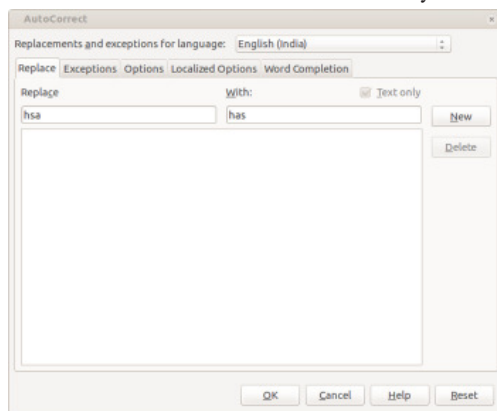 AutoCorrect
Replacements and exceptions for language: English (India)
Replace Exceptions Options Localized Options Word Completion
Replace With: Text only
hsa has New
Delete
OK Cancel Help Reset